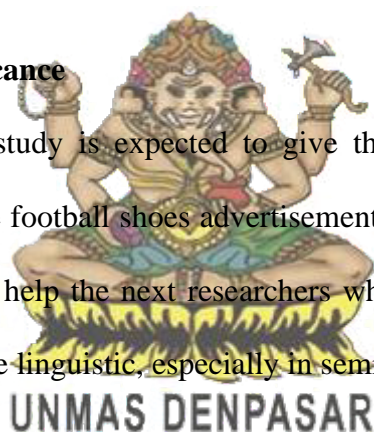 cance
study is expected to give th
football shoes advertisement
help the next researchers wh
linguistic, especially in semi
UNMAS DENPASAR